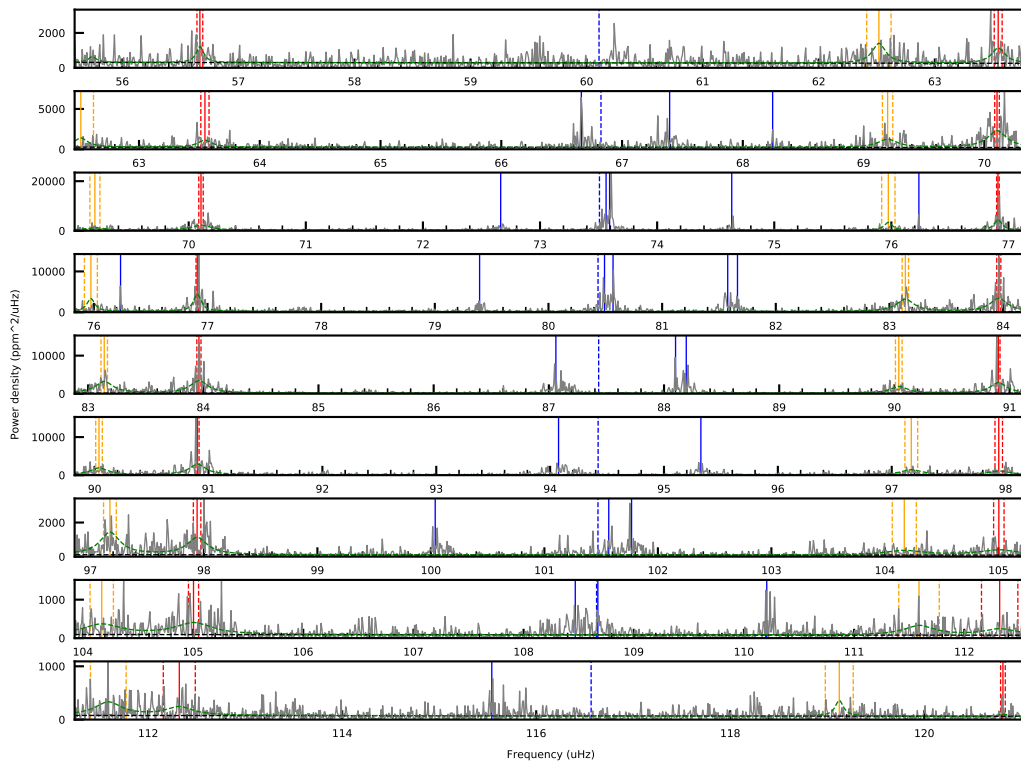 2000
0
56 57 58 59 60 61 62 63
5000
0
63 64 65 66 67 68 69 70
20000
0
70 71 72 73 74 75 76 77
10000
0
76 77 78 79 80 81 82 83 84
10000
0
83 84 85 86 87 88 89 90 91
10000
0
90 91 92 93 94 95 96 97 98
2000
0
97 98 99 100 101 102 103 104 105
1000
0
104 105 106 107 108 109 110 111 112
1000
0
112 114 116 118 120
Power density (ppm^2/uHz)
Frequency (uHz)